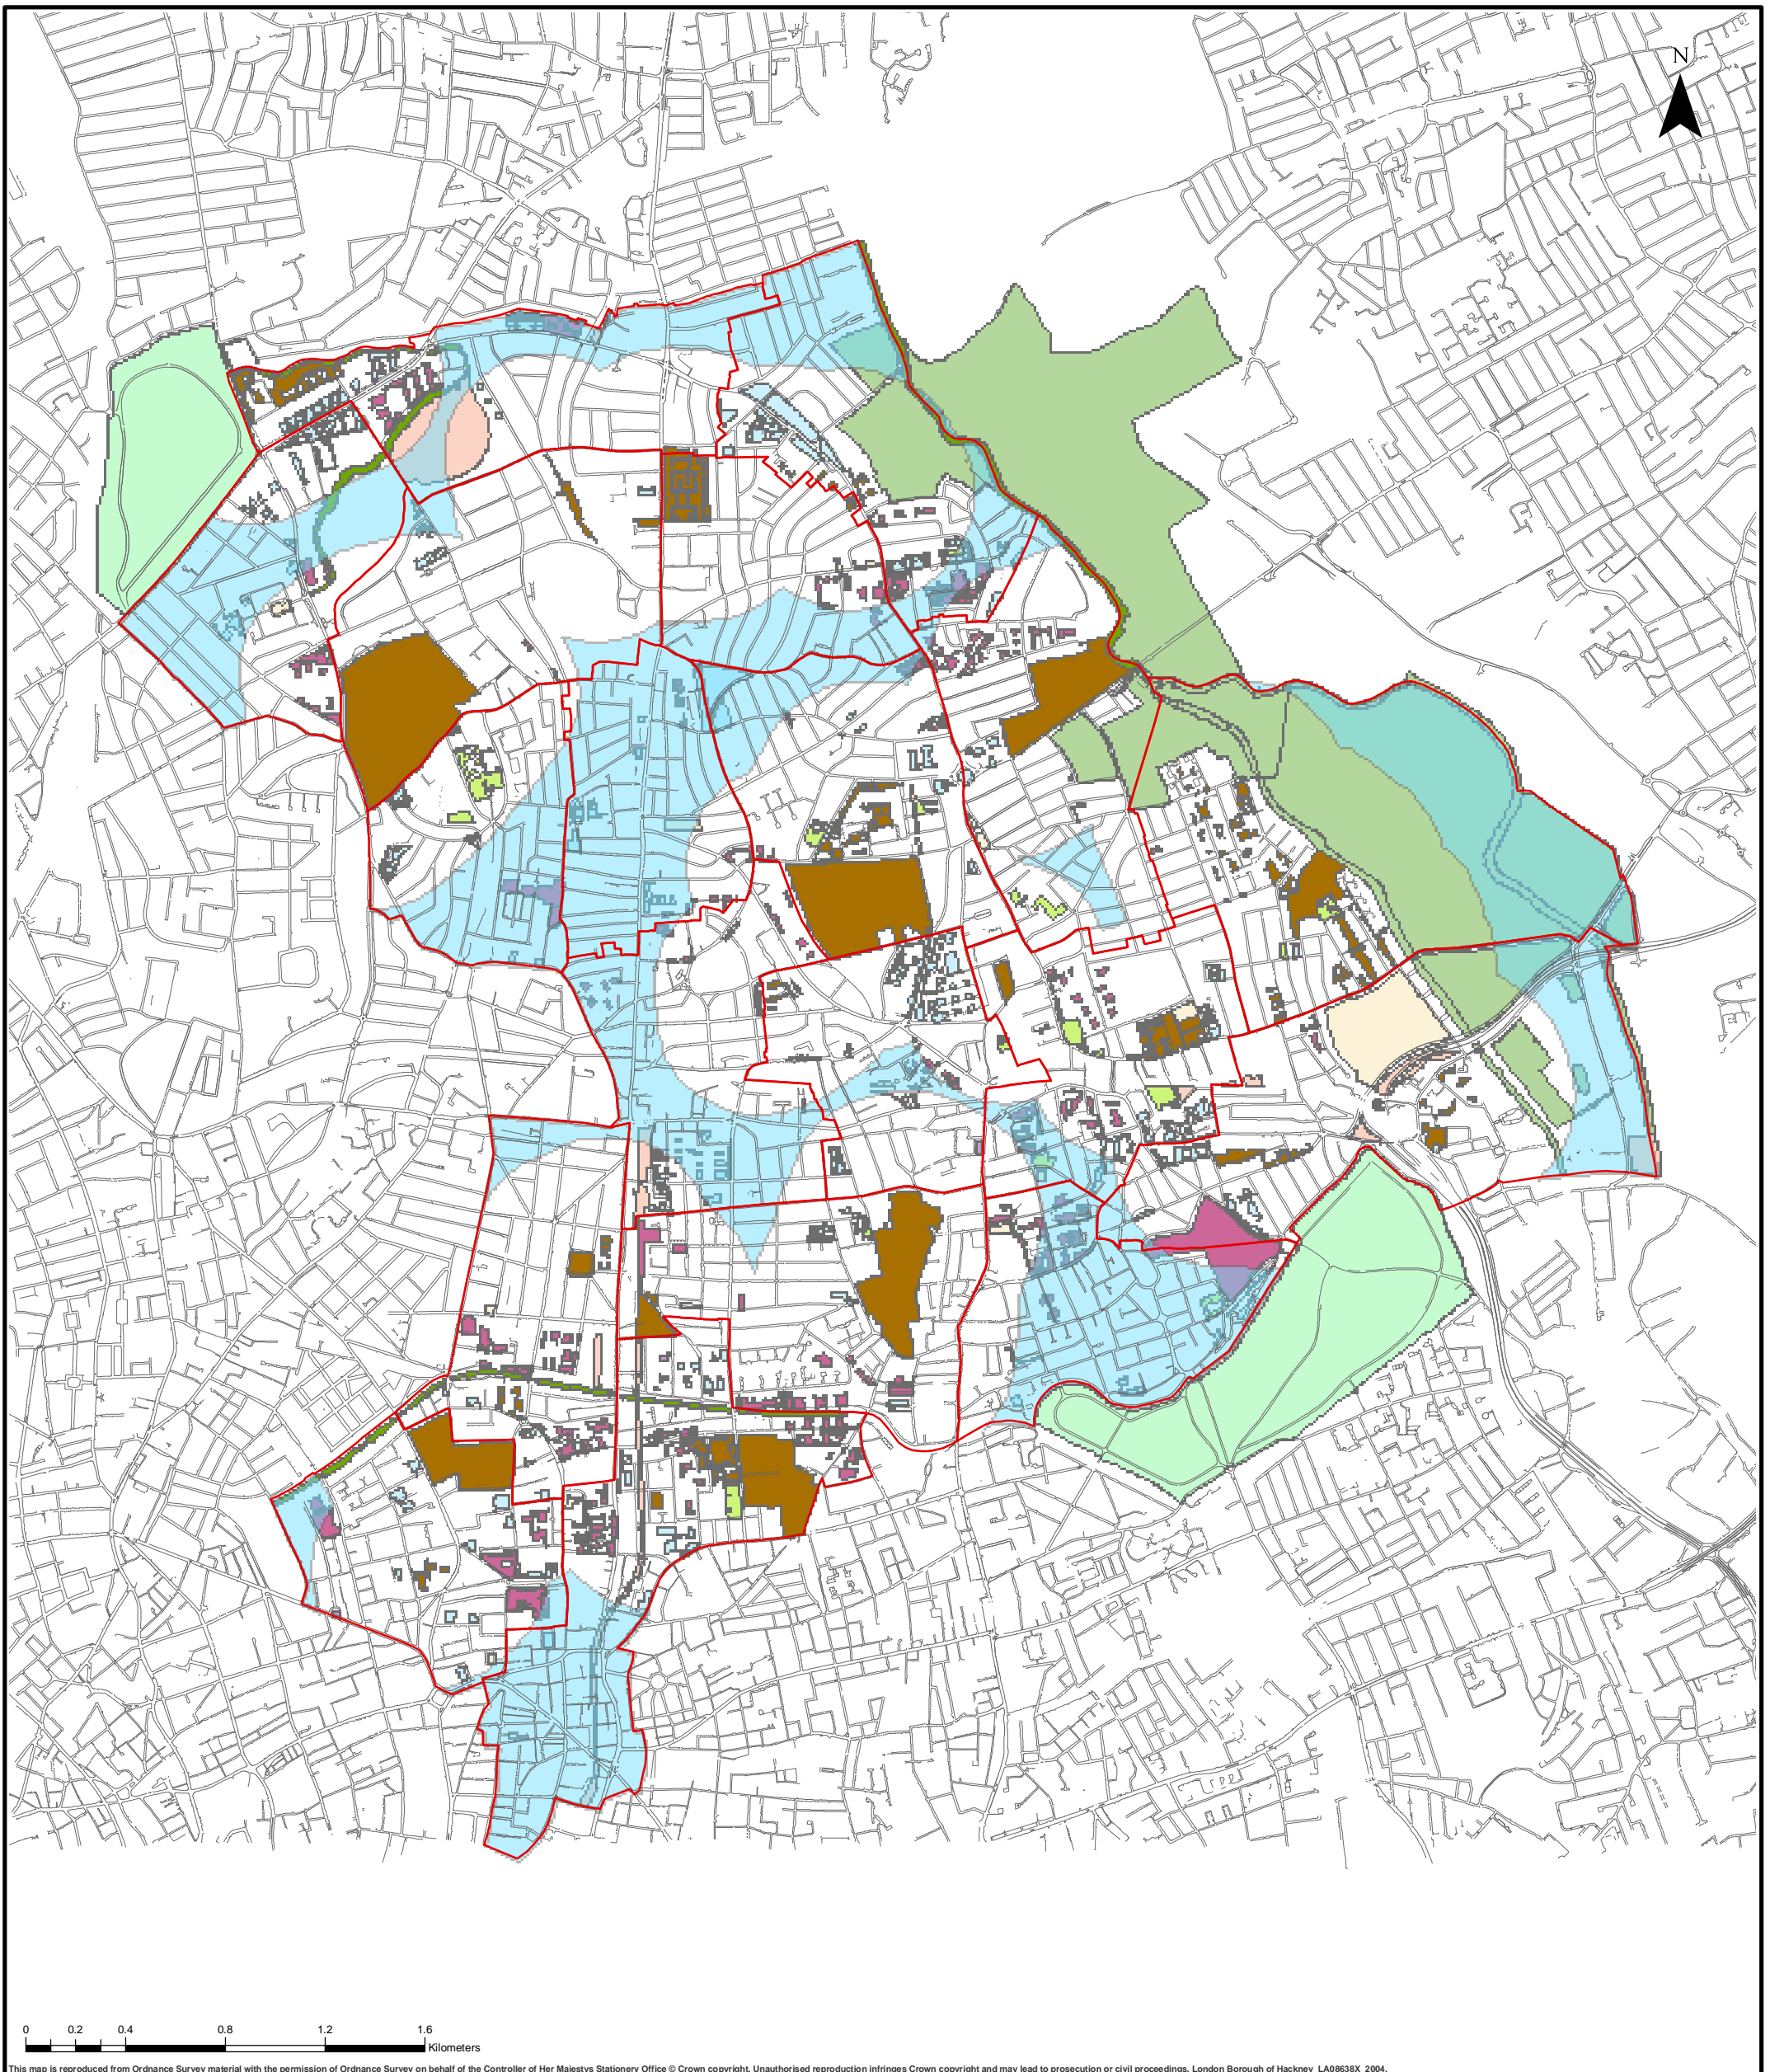 N
0 0.2 0.4 0.8 1.2 1.6
Kilometers
This map is reproduced from Ordnance Survey material with the permission of Ordnance Survey on behalf of the Controller of Her Majestys Stationery Office © Crown copyright. Unauthorised reproduction infringes Crown copyright and may lead to prosecution or civil proceedings. London Borough of Hackney LA08638X 2004.